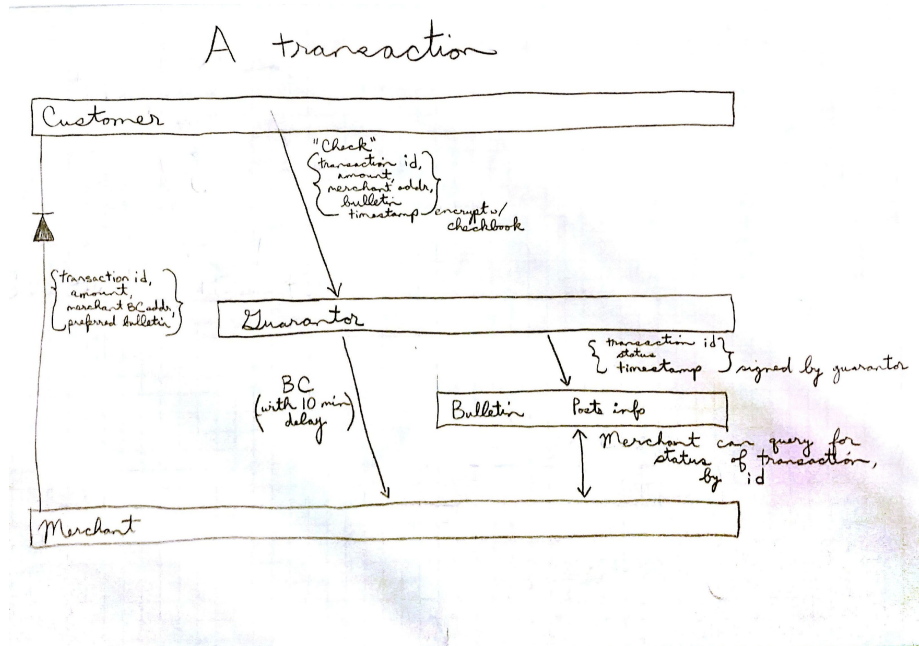 A transaction
Customer
"Check"
{transaction id,
amount,
merchant addr,
bulletin
timestamp} encrypt w/
checkbook
{transaction id,
amount,
merchant BC addr,
preferred bulletin}
Guarantor
{transaction id
status
timestamp} signed by guarantor
BC
(with 10 min
delay)
Bulletin Posts info
Merchant can query for
status of transaction,
by id
Merchant